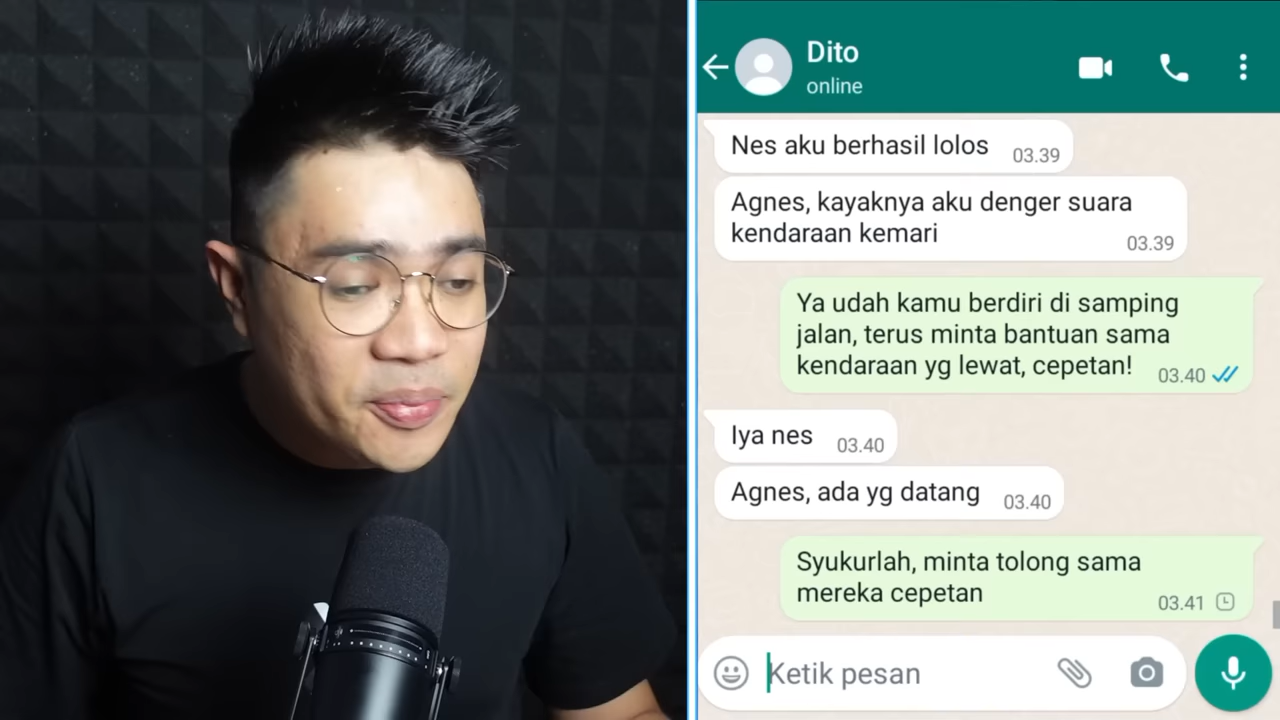 Dito
online
Nes aku berhasil lolos 03.39
Agnes, kayaknya aku denger suara
kendaraan kemari 03.39
Ya udah kamu berdiri di samping
jalan, terus minta bantuan sama
kendaraan yg lewat, cepetan! 03.40
Iya nes 03.40
Agnes, ada yg datang 03.40
Syukurlah, minta tolong sama
mereka cepetan 03.41
Ketik pesan